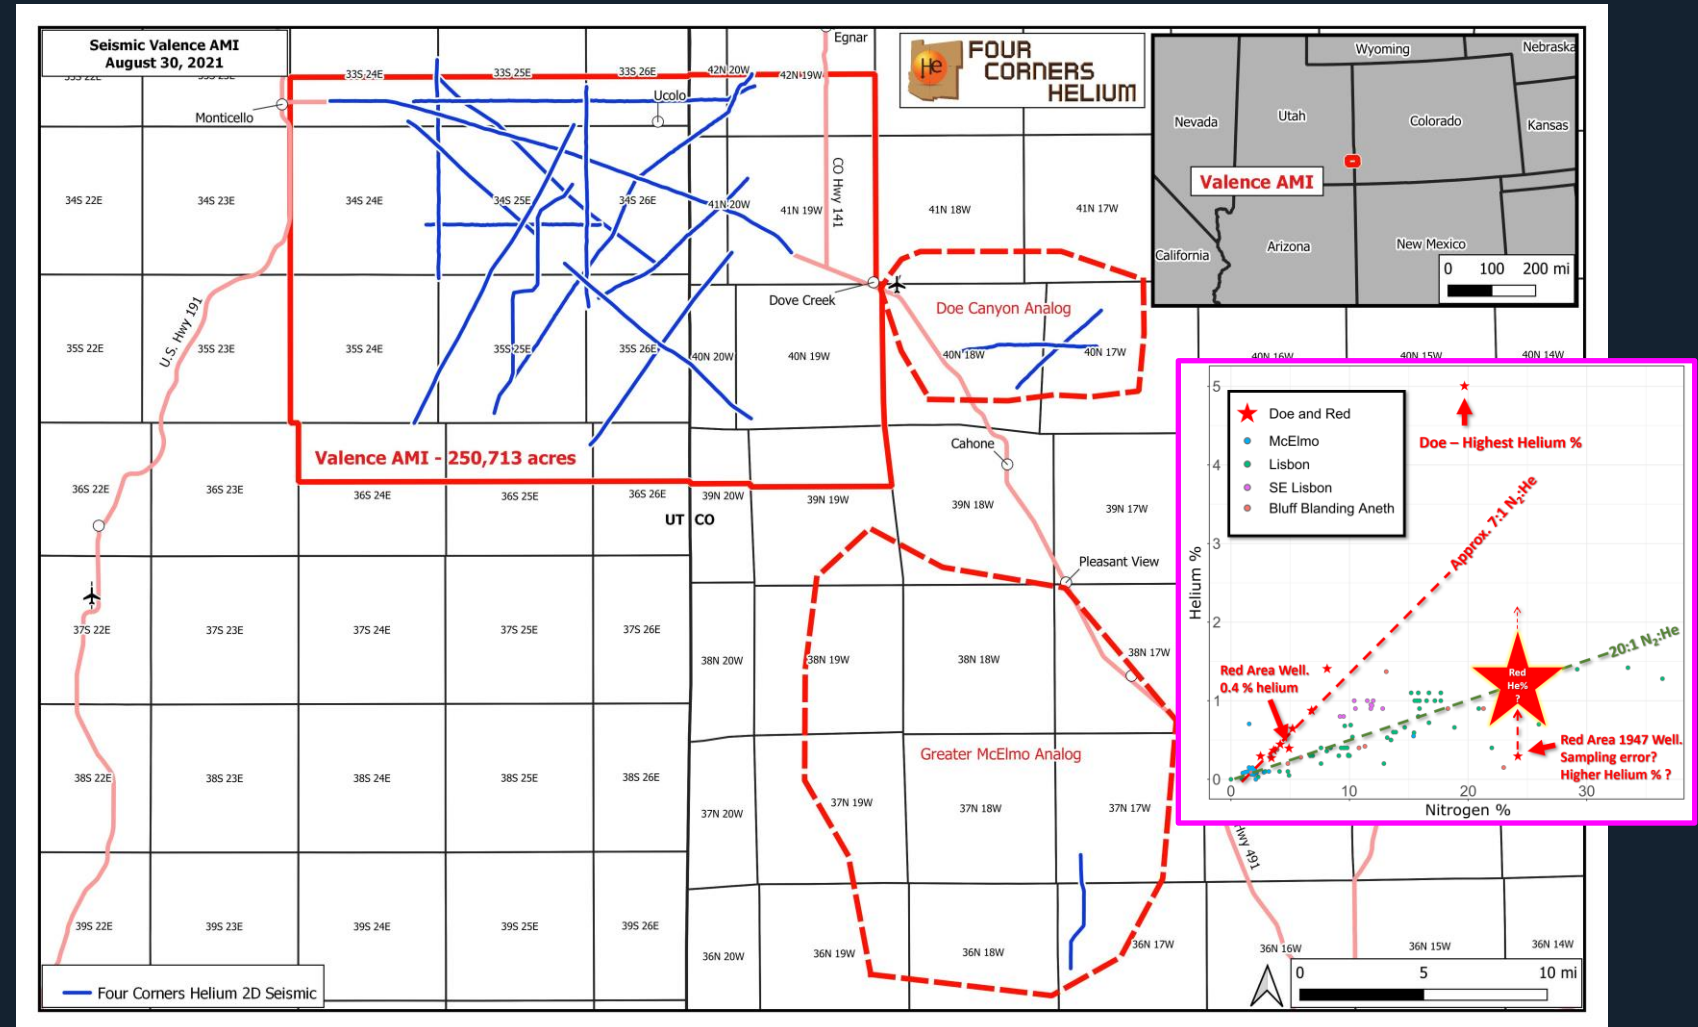 Seismic Valence AMI
August 30, 2021
33S 24E
33S 25E
33S 26E
42N 20W
42N 19W
Egnar
FOUR
CORNERS
HELIUM
He
Monticello
Ucolo
34S 22E
34S 23E
34S 24E
34S 25E
34S 26E
41N 20W
41N 19W
CO Hwy 141
41N 18W
41N 17W
Wyoming
Nebraska
Nevada
Utah
Colorado
Kansas
Valence AMI
California
Arizona
New Mexico
0 100 200 mi
U.S. Hwy 191
Dove Creek
Doe Canyon Analog
35S 22E
35S 23E
35S 24E
35S 25E
35S 26E
40N 20W
40N 19W
40N 18W
40N 17W
40N 16W
40N 15W
40N 14W
Valence AMI - 250,713 acres
Cahone
36S 22E
36S 23E
36S 24E
36S 25E
36S 26E
39N 20W
39N 19W
39N 18W
39N 17W
UT CO
Pleasant View
37S 22E
37S 23E
37S 24E
37S 25E
37S 26E
38N 20W
38N 19W
38N 18W
38N 17W
Greater McElmo Analog
38S 22E
38S 23E
38S 24E
38S 25E
38S 26E
37N 20W
37N 19W
37N 18W
37N 17W
39S 22E
39S 23E
39S 24E
39S 25E
39S 26E
36N 20W
36N 19W
36N 18W
36N 17W
36N 16W
36N 15W
36N 14W
Hwy 491
Four Corners Helium 2D Seismic
0 5 10 mi
Doe and Red
McElmo
Lisbon
SE Lisbon
Bluff Blanding Aneth
Doe – Highest Helium %
Approx. 7:1 N₂:He
20:1 N₂:He
Red Area Well.
0.4 % helium
Red
He%
?
Red Area 1947 Well.
Sampling error?
Higher Helium % ?
Helium %
5
4
3
2
1
0
0 10 20 30
Nitrogen %